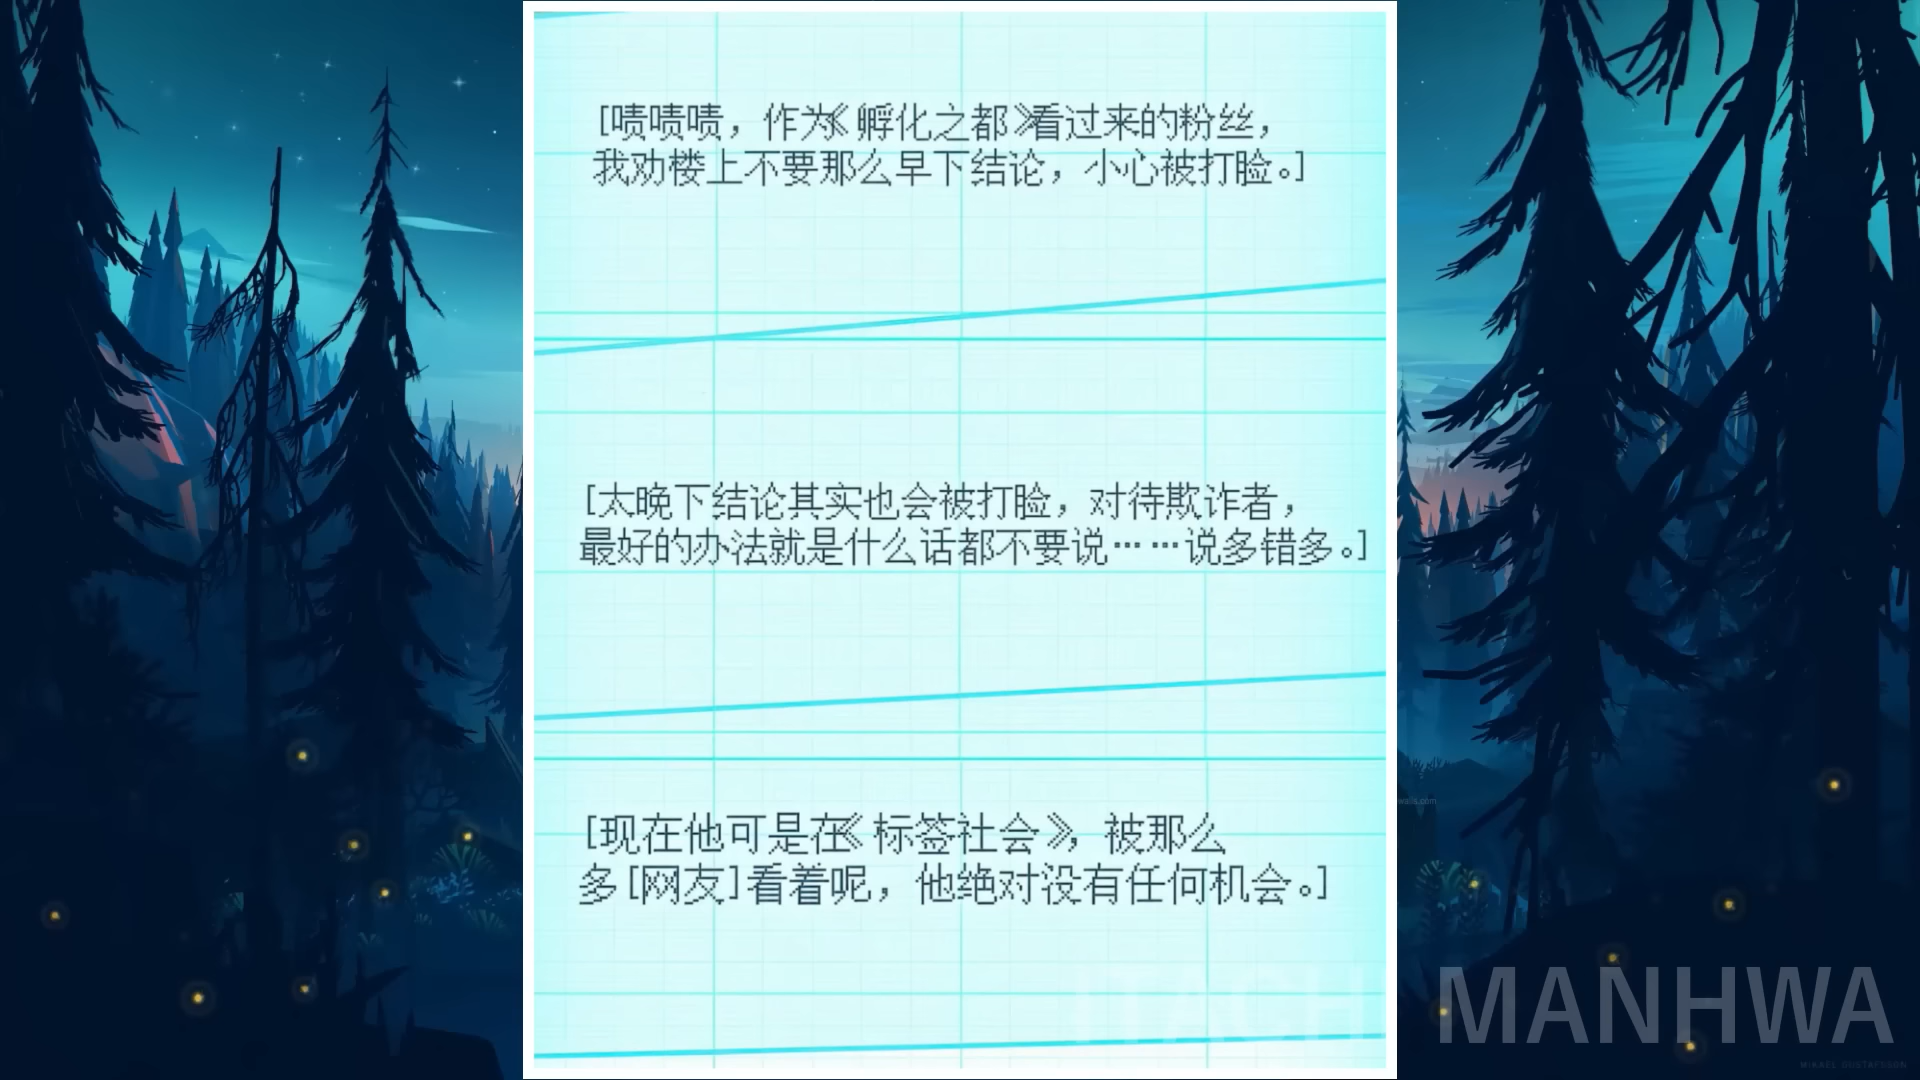 [啧啧啧，作为《孵化之都》看过来的粉丝，
我劝楼上不要那么早下结论，小心被打脸。]
[太晚下结论其实也会被打脸，对待欺诈者，
最好的办法就是什么话都不要说……说多错多。]
[现在他可是在《标签社会》，被那么
多[网友]看着呢，他绝对没有任何机会。]
walls.com
ITACHI MANHWA
MIKAEL GUSTAFSSON